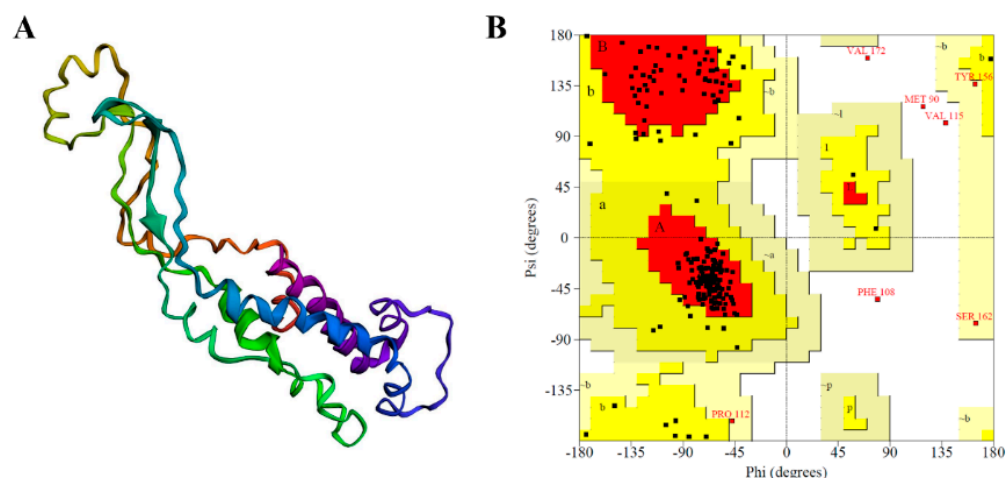 A
B
180
135
90
45
0
-45
-90
-135
Psi (degrees)
B
b
~b
VAL 172
b
TYR 156
MET 90
VAL 115
~l
l
L
a
A
~a
PHE 108
SER 162
~b
b
PRO 112
~p
p
~b
-180
-135
-90
-45
0
45
90
135
180
Phi (degrees)